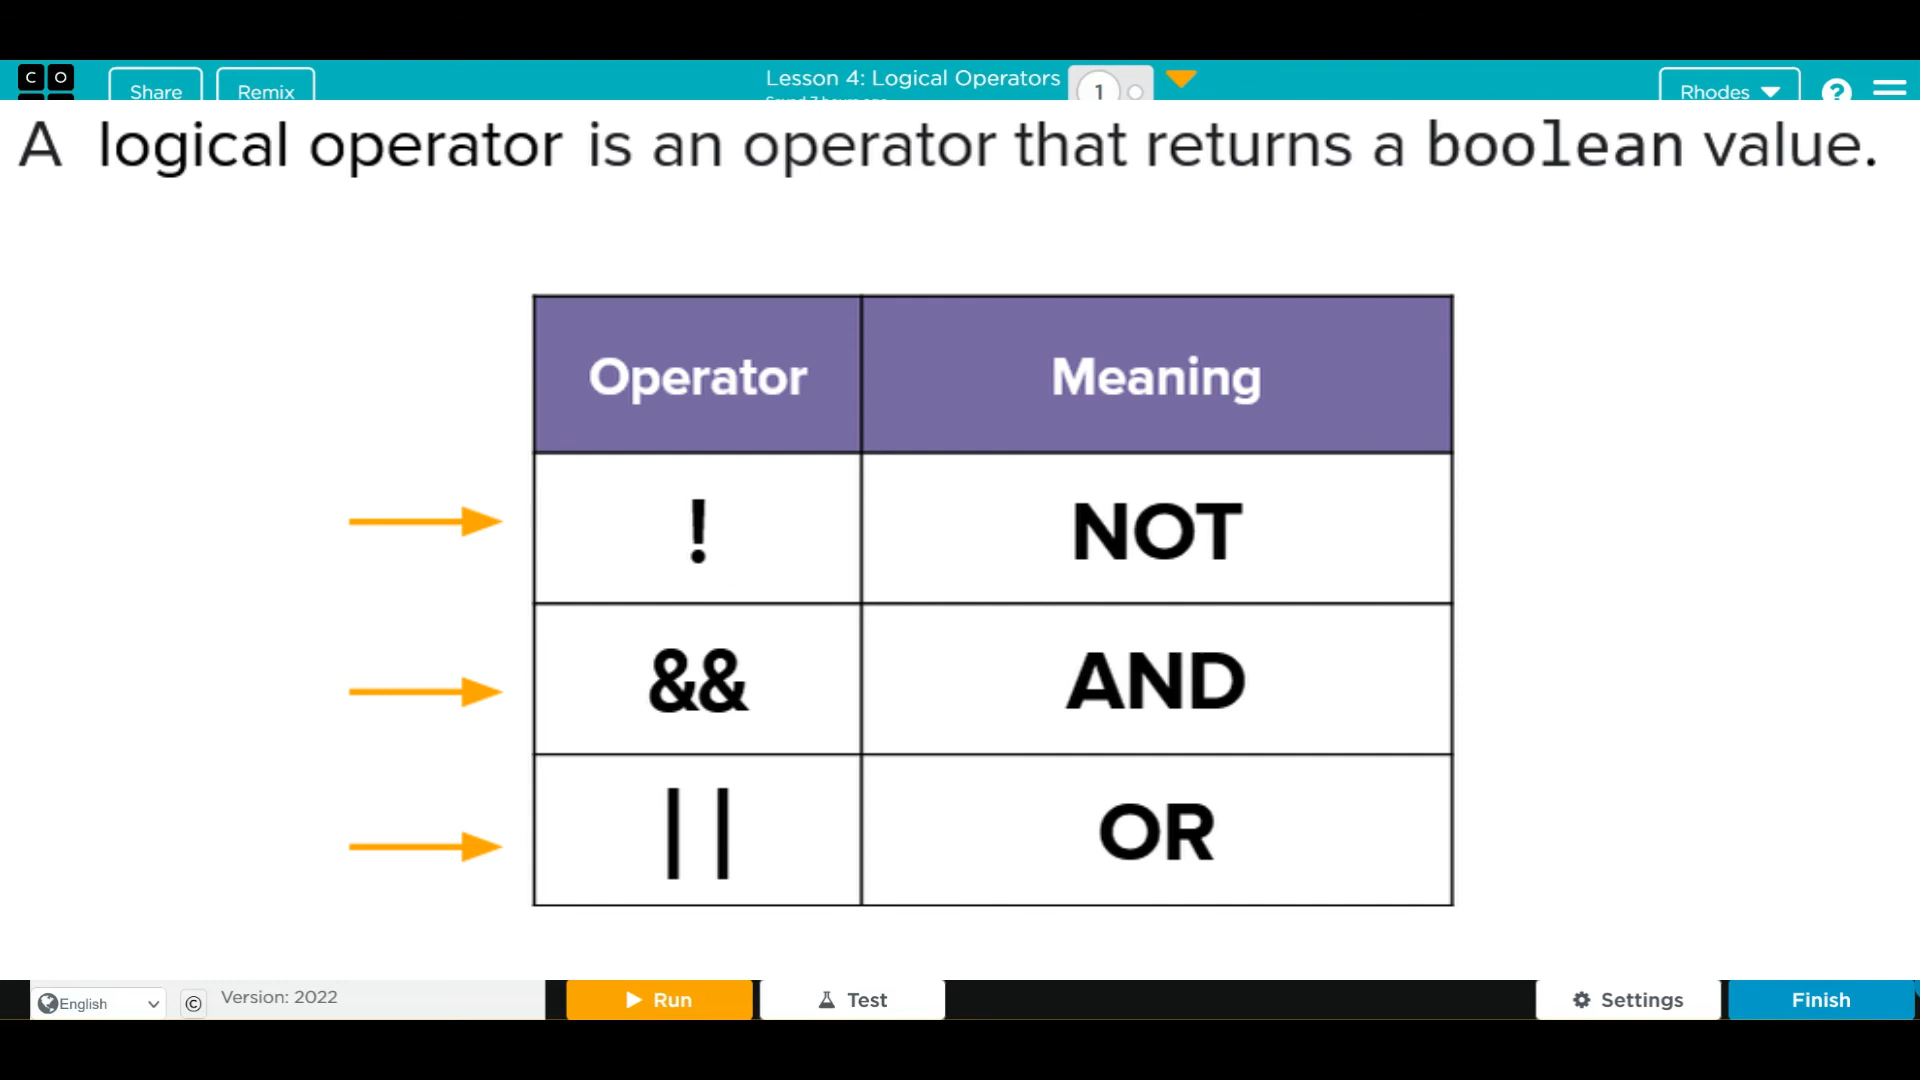 C O
Share Remix Lesson 4: Logical Operators 1 Rhodes ?
A logical operator is an operator that returns a boolean value.
Operator Meaning
! NOT
&& AND
|| OR
English © Version: 2022 Run Test Settings Finish